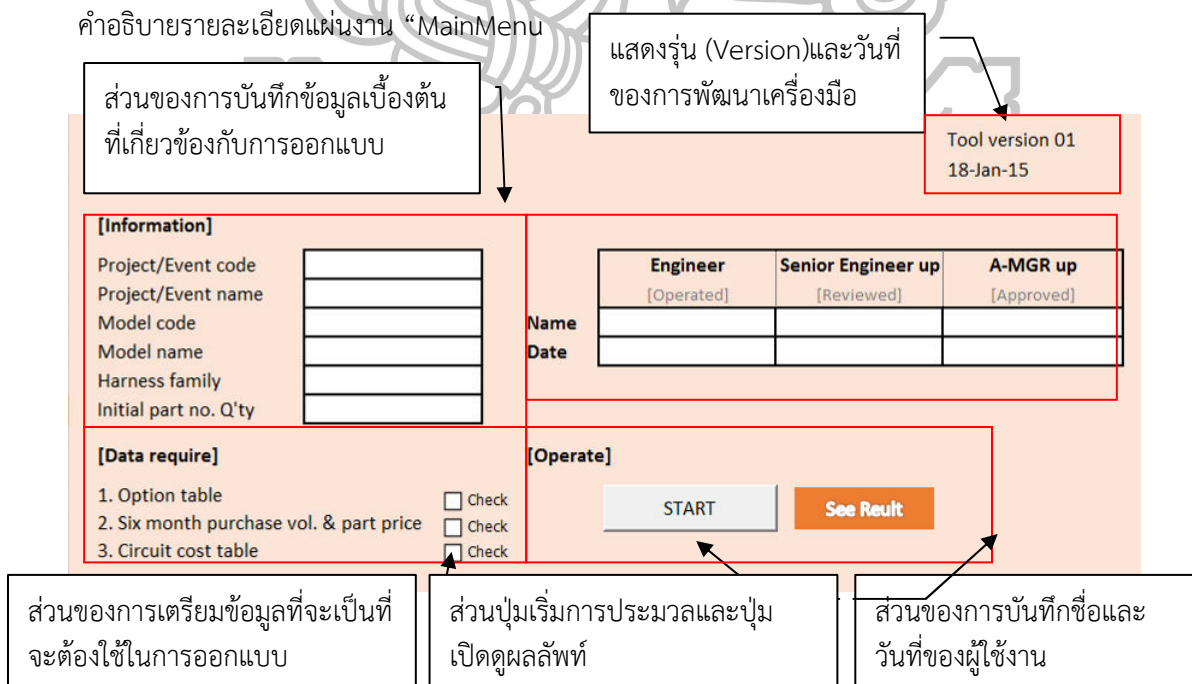 คำอธิบายรายละเอียดแผ่นงาน “MainMenu
แสดงรุ่น (Version)และวันที่
ของการพัฒนาเครื่องมือ
ส่วนของการบันทึกข้อมูลเบื้องต้น
ที่เกี่ยวข้องกับการออกแบบ
Tool version 01
18-Jan-15
[Information]
Project/Event code
Project/Event name
Model code
Model name
Harness family
Initial part no. Q'ty
Engineer Senior Engineer up A-MGR up
[Operated] [Reviewed] [Approved]
Name
Date
[Data require]
1. Option table Check
2. Six month purchase vol. & part price Check
3. Circuit cost table Check
[Operate]
START See Reult
ส่วนของการเตรียมข้อมูลที่จะเป็นที่
จะต้องใช้ในการออกแบบ
ส่วนปุ่มเริ่มการประมวลและปุ่ม
เปิดดูผลลัพท์
ส่วนของการบันทึกชื่อและ
วันที่ของผู้ใช้งาน